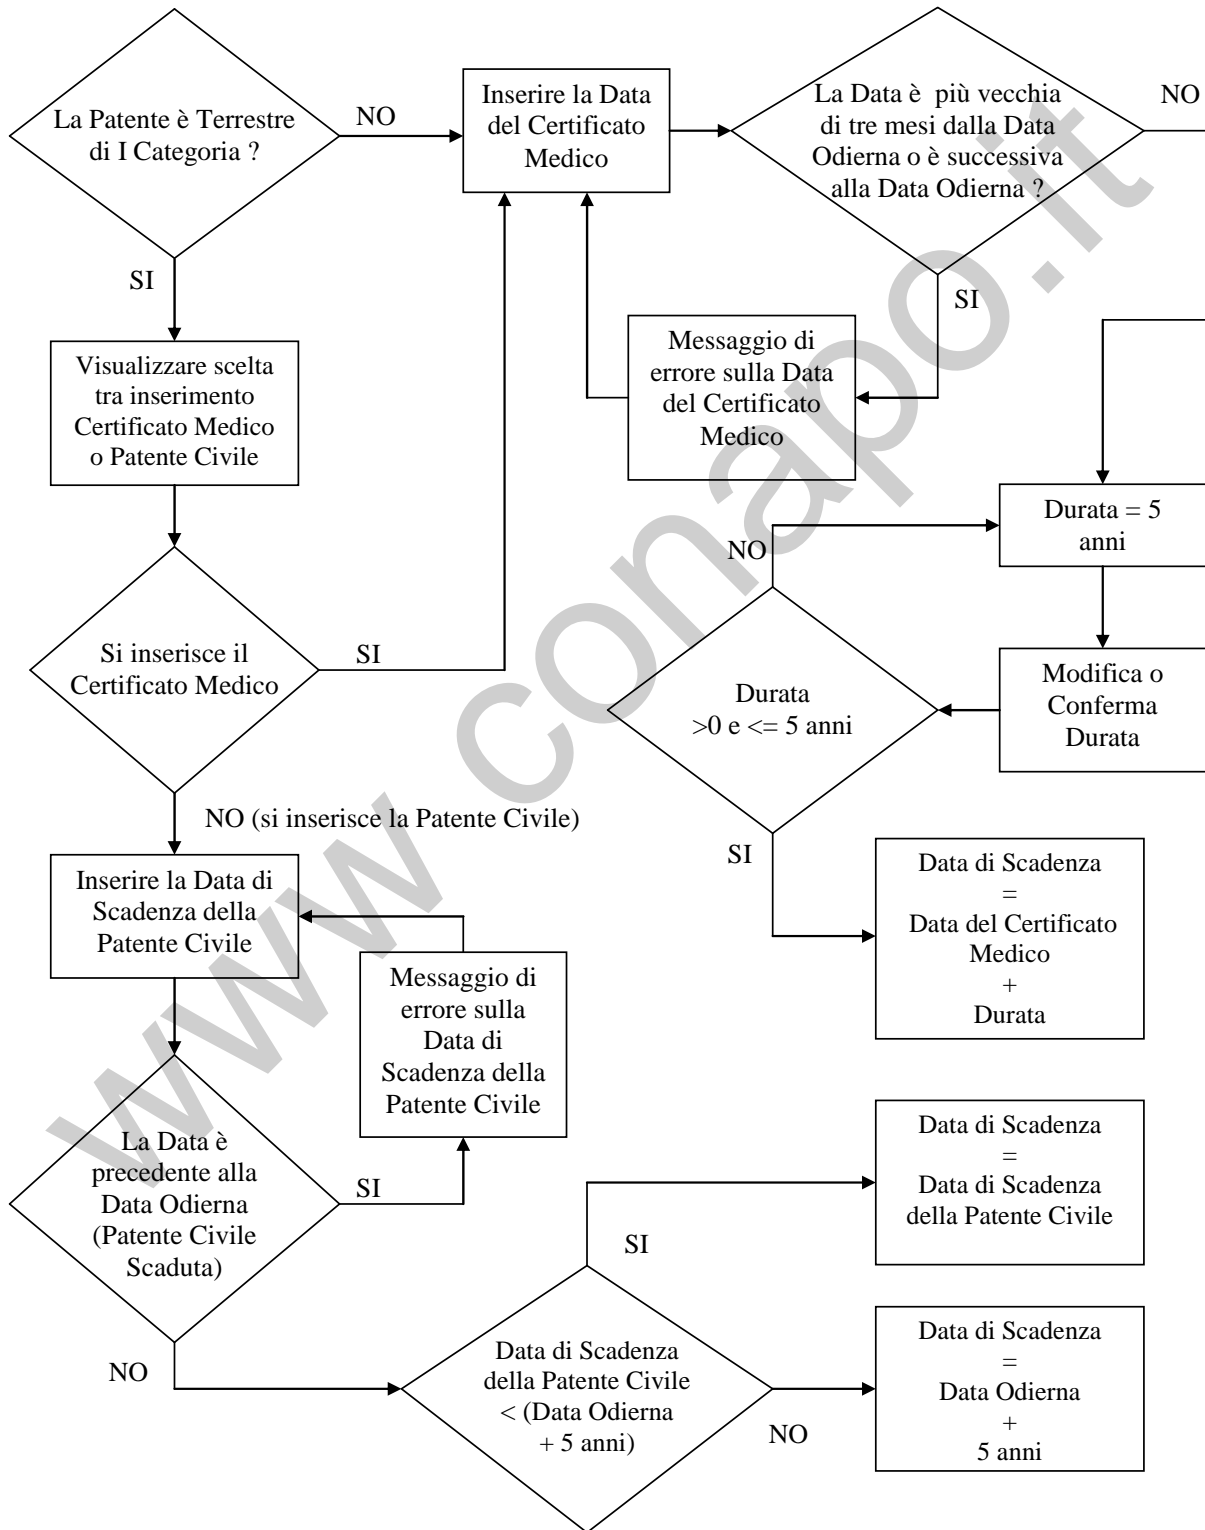 La Patente è Terrestre
di I Categoria ?
NO
SI
Inserire la Data
del Certificato
Medico
La Data è più vecchia
di tre mesi dalla Data
Odierna o è successiva
alla Data Odierna ?
NO
SI
Messaggio di
errore sulla Data
del Certificato
Medico
Visualizzare scelta
tra inserimento
Certificato Medico
o Patente Civile
Si inserisce il
Certificato Medico
SI
NO (si inserisce la Patente Civile)
Durata = 5
anni
Modifica o
Conferma
Durata
Durata
>0 e <= 5 anni
NO
SI
Data di Scadenza
=
Data del Certificato
Medico
+
Durata
Inserire la Data di
Scadenza della
Patente Civile
Messaggio di
errore sulla
Data di
Scadenza della
Patente Civile
La Data è
precedente alla
Data Odierna
(Patente Civile
Scaduta)
SI
NO
Data di Scadenza
della Patente Civile
< (Data Odierna
+ 5 anni)
SI
NO
Data di Scadenza
=
Data di Scadenza
della Patente Civile
Data di Scadenza
=
Data Odierna
+
5 anni
www conapo.it